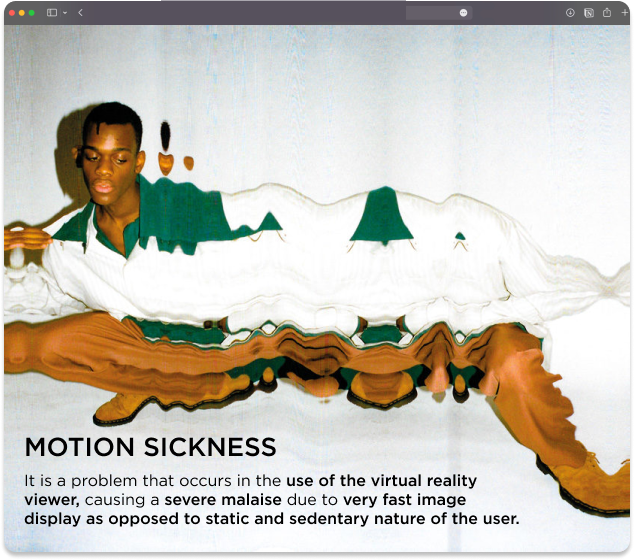 MOTION SICKNESS
It is a problem that occurs in the use of the virtual reality
viewer, causing a severe malaise due to very fast image
display as opposed to static and sedentary nature of the user.